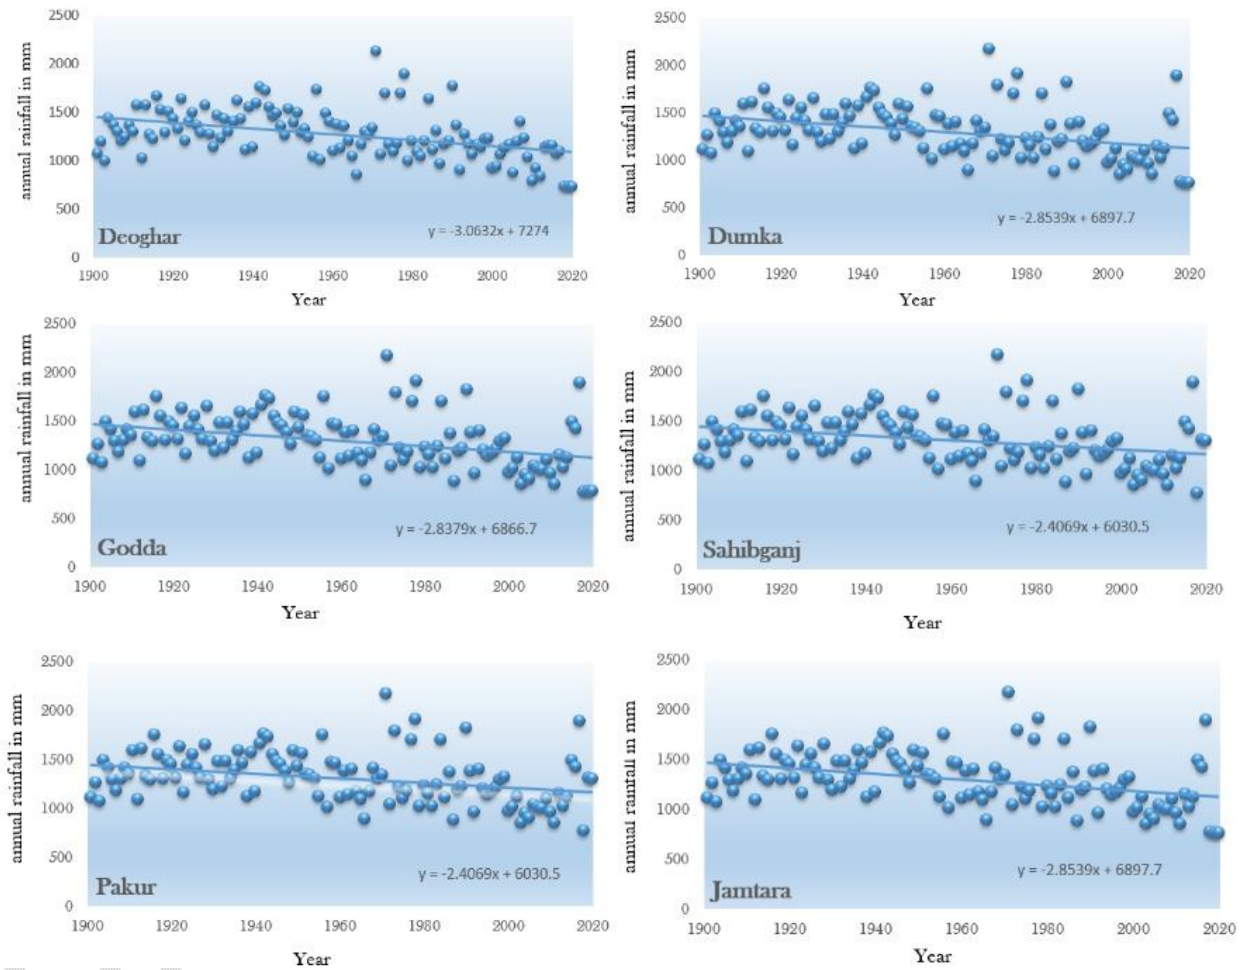 2500
2000
1500
1000
500
0
annual rainfall in mm
Deoghar
y = -3.0632x + 7274
1900 1920 1940 1960 1980 2000 2020
Year
2500
2000
1500
1000
500
0
annual rainfall in mm
Dumka
y = -2.8539x + 6897.7
1900 1920 1940 1960 1980 2000 2020
Year
2500
2000
1500
1000
500
0
annual rainfall in mm
Godda
y = -2.8379x + 6866.7
1900 1920 1940 1960 1980 2000 2020
Year
2500
2000
1500
1000
500
0
annual rainfall in mm
Sahibganj
y = -2.4069x + 6030.5
1900 1920 1940 1960 1980 2000 2020
Year
2500
2000
1500
1000
500
0
annual rainfall in mm
Pakur
y = -2.4069x + 6030.5
1900 1920 1940 1960 1980 2000 2020
Year
2500
2000
1500
1000
500
0
annual rainfall in mm
Jamtara
y = -2.8539x + 6897.7
1900 1920 1940 1960 1980 2000 2020
Year